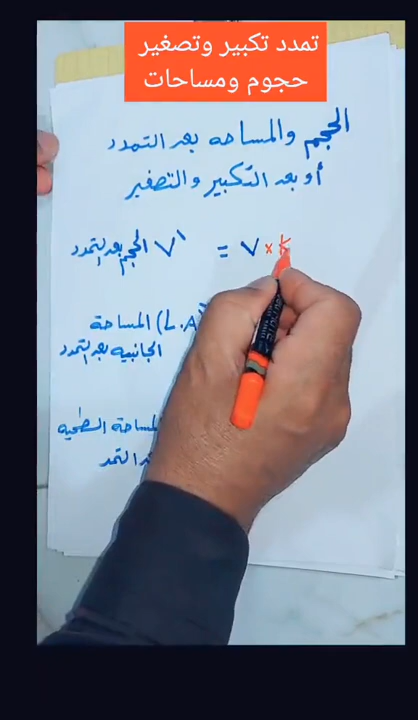 تمدد تكبير وتصغير
حجوم ومساحات
الحجم والمساحه بعد التمدد
أو بعد التكبير والتصغير
الحجم بعد التمدد V' = V × K
المساحة (L.A)
الجانبيه بعد التمدد
المساحة السطحيه